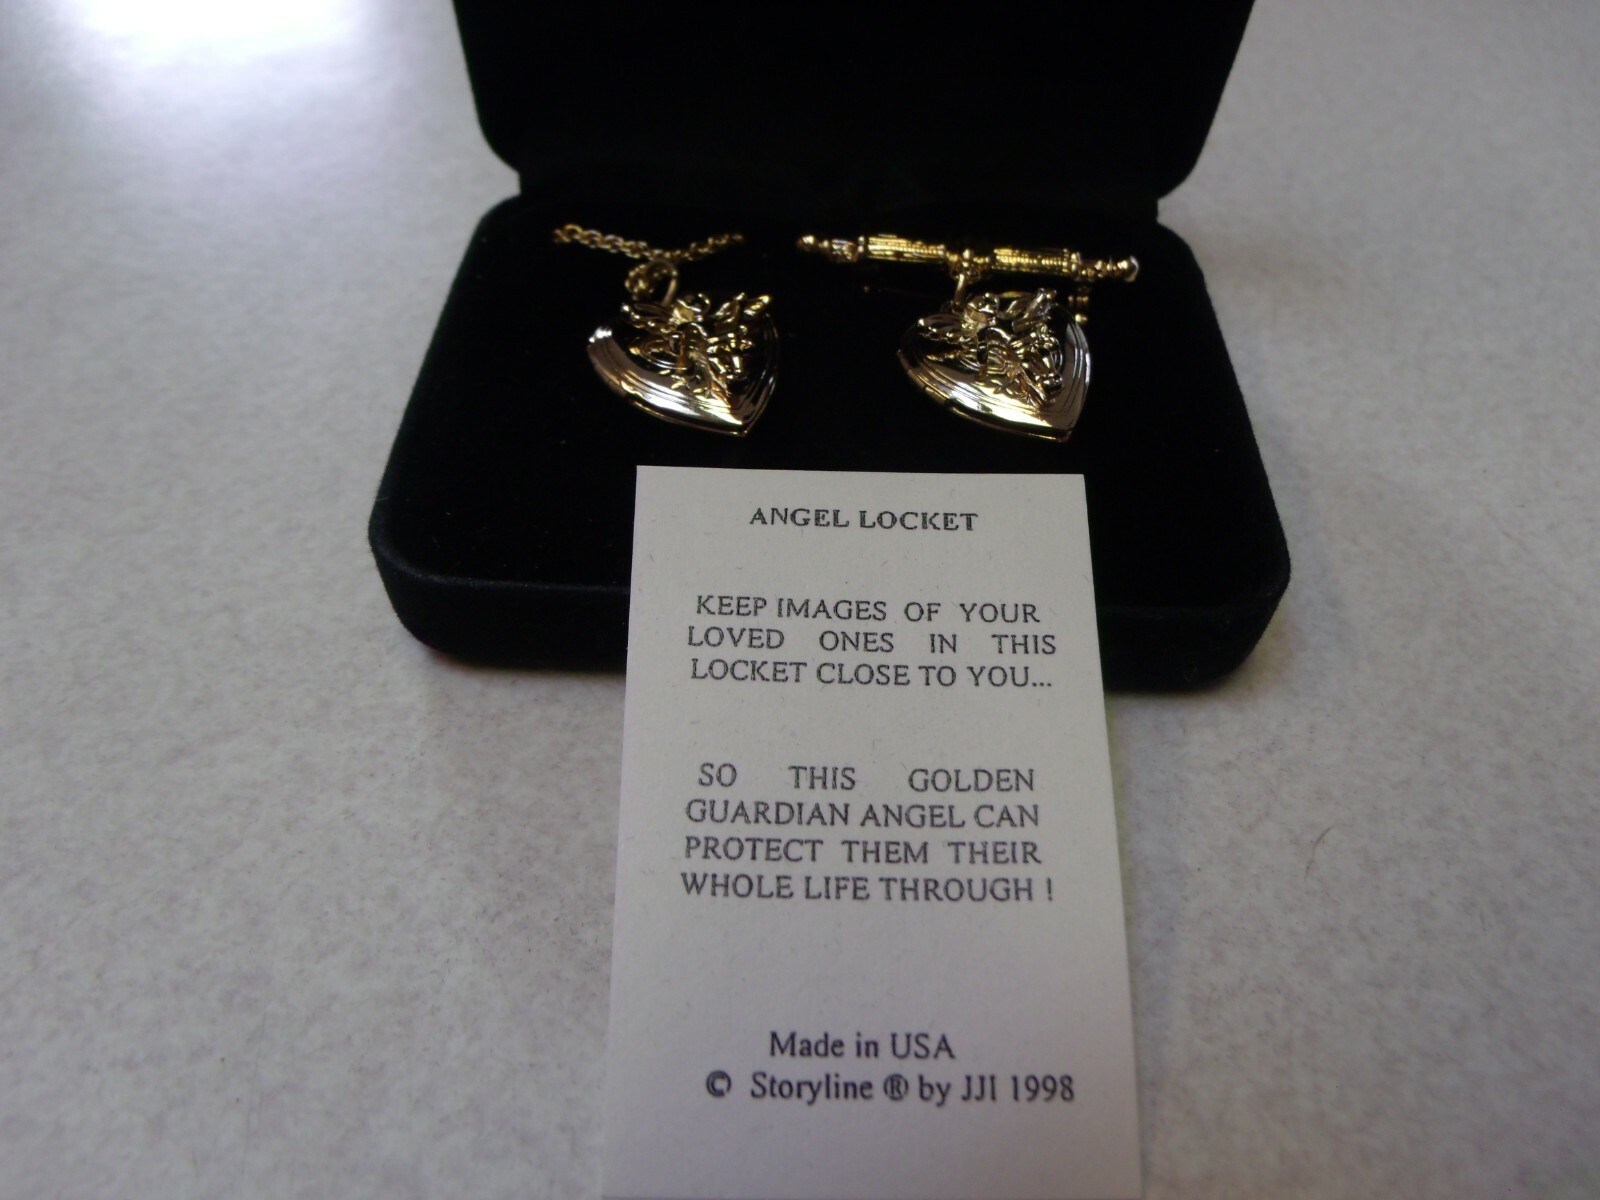 ANGEL LOCKET
KEEP IMAGES OF YOUR
LOVED ONES IN THIS
LOCKET CLOSE TO YOU...
SO THIS GOLDEN
GUARDIAN ANGEL CAN
PROTECT THEM THEIR
WHOLE LIFE THROUGH !
Made in USA
© Storyline ® by JJI 1998